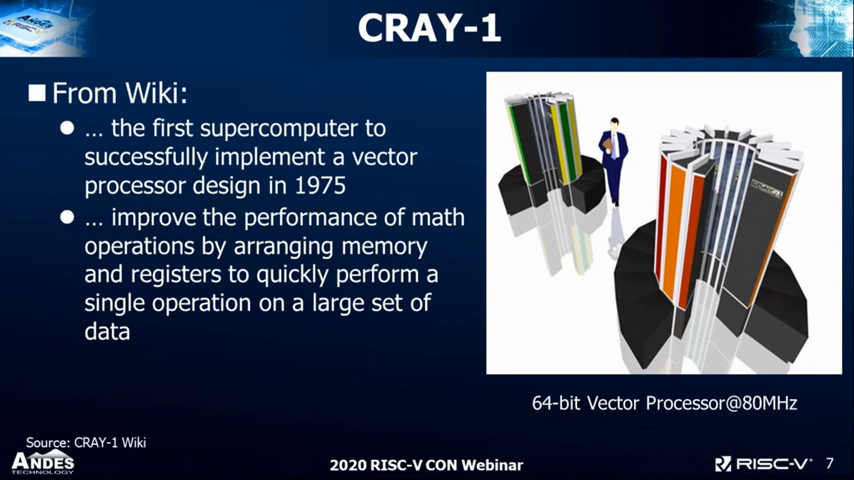 ANDES
RISC-V
CRAY-1
From Wiki:
… the first supercomputer to
successfully implement a vector
processor design in 1975
… improve the performance of math
operations by arranging memory
and registers to quickly perform a
single operation on a large set of
data
64-bit Vector Processor@80MHz
Source: CRAY-1 Wiki
ANDES
TECHNOLOGY
2020 RISC-V CON Webinar
RISC-V
7